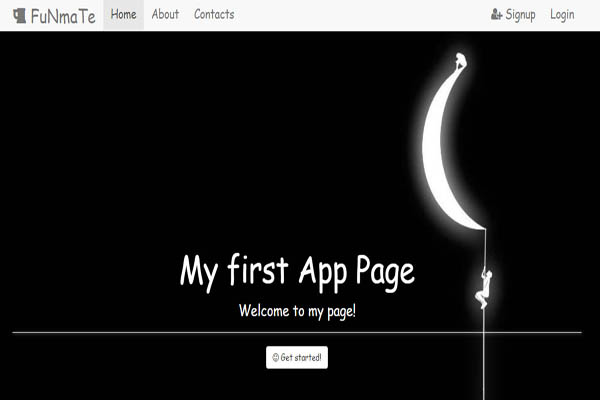 FuNmaTe Home About Contacts Signup Login
My first App Page
Welcome to my page!
Get started!